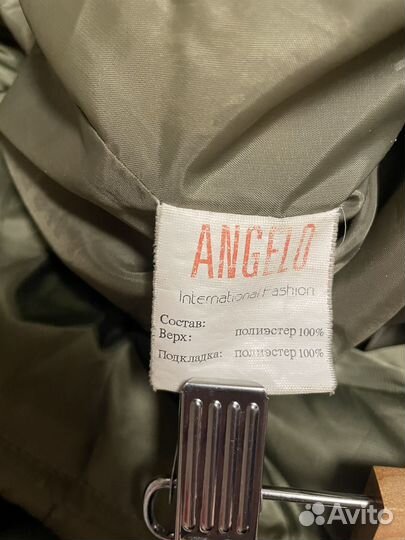 ANGELO
International Fashion
Состав:
Верх: полиэстер 100%
Подкладка: полиэстер 100%
Avito